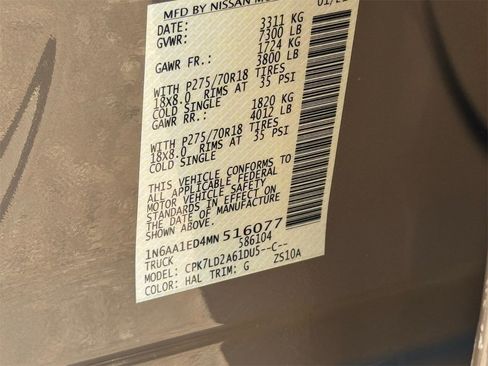 MFD BY NISSAN
DATE: 01/21
GVWR: 3311 KG
7300 LB
GAWR FR.: 1724 KG
3800 LB
WITH P275/70R18 TIRES
18X8.0 RIMS AT 35 PSI
COLD SINGLE
GAWR RR.: 1820 KG
4012 LB
WITH P275/70R18 TIRES
18X8.0 RIMS AT 35 PSI
COLD SINGLE
THIS VEHICLE CONFORMS TO
ALL APPLICABLE FEDERAL
MOTOR VEHICLE SAFETY
STANDARDS IN EFFECT ON
THE DATE OF MANUFACTURE
1N6AA1ED4MN516077
TRUCK 586104
MODEL: CPK7LD2A61DU5--C--
COLOR: HAL TRIM: G ZS10A